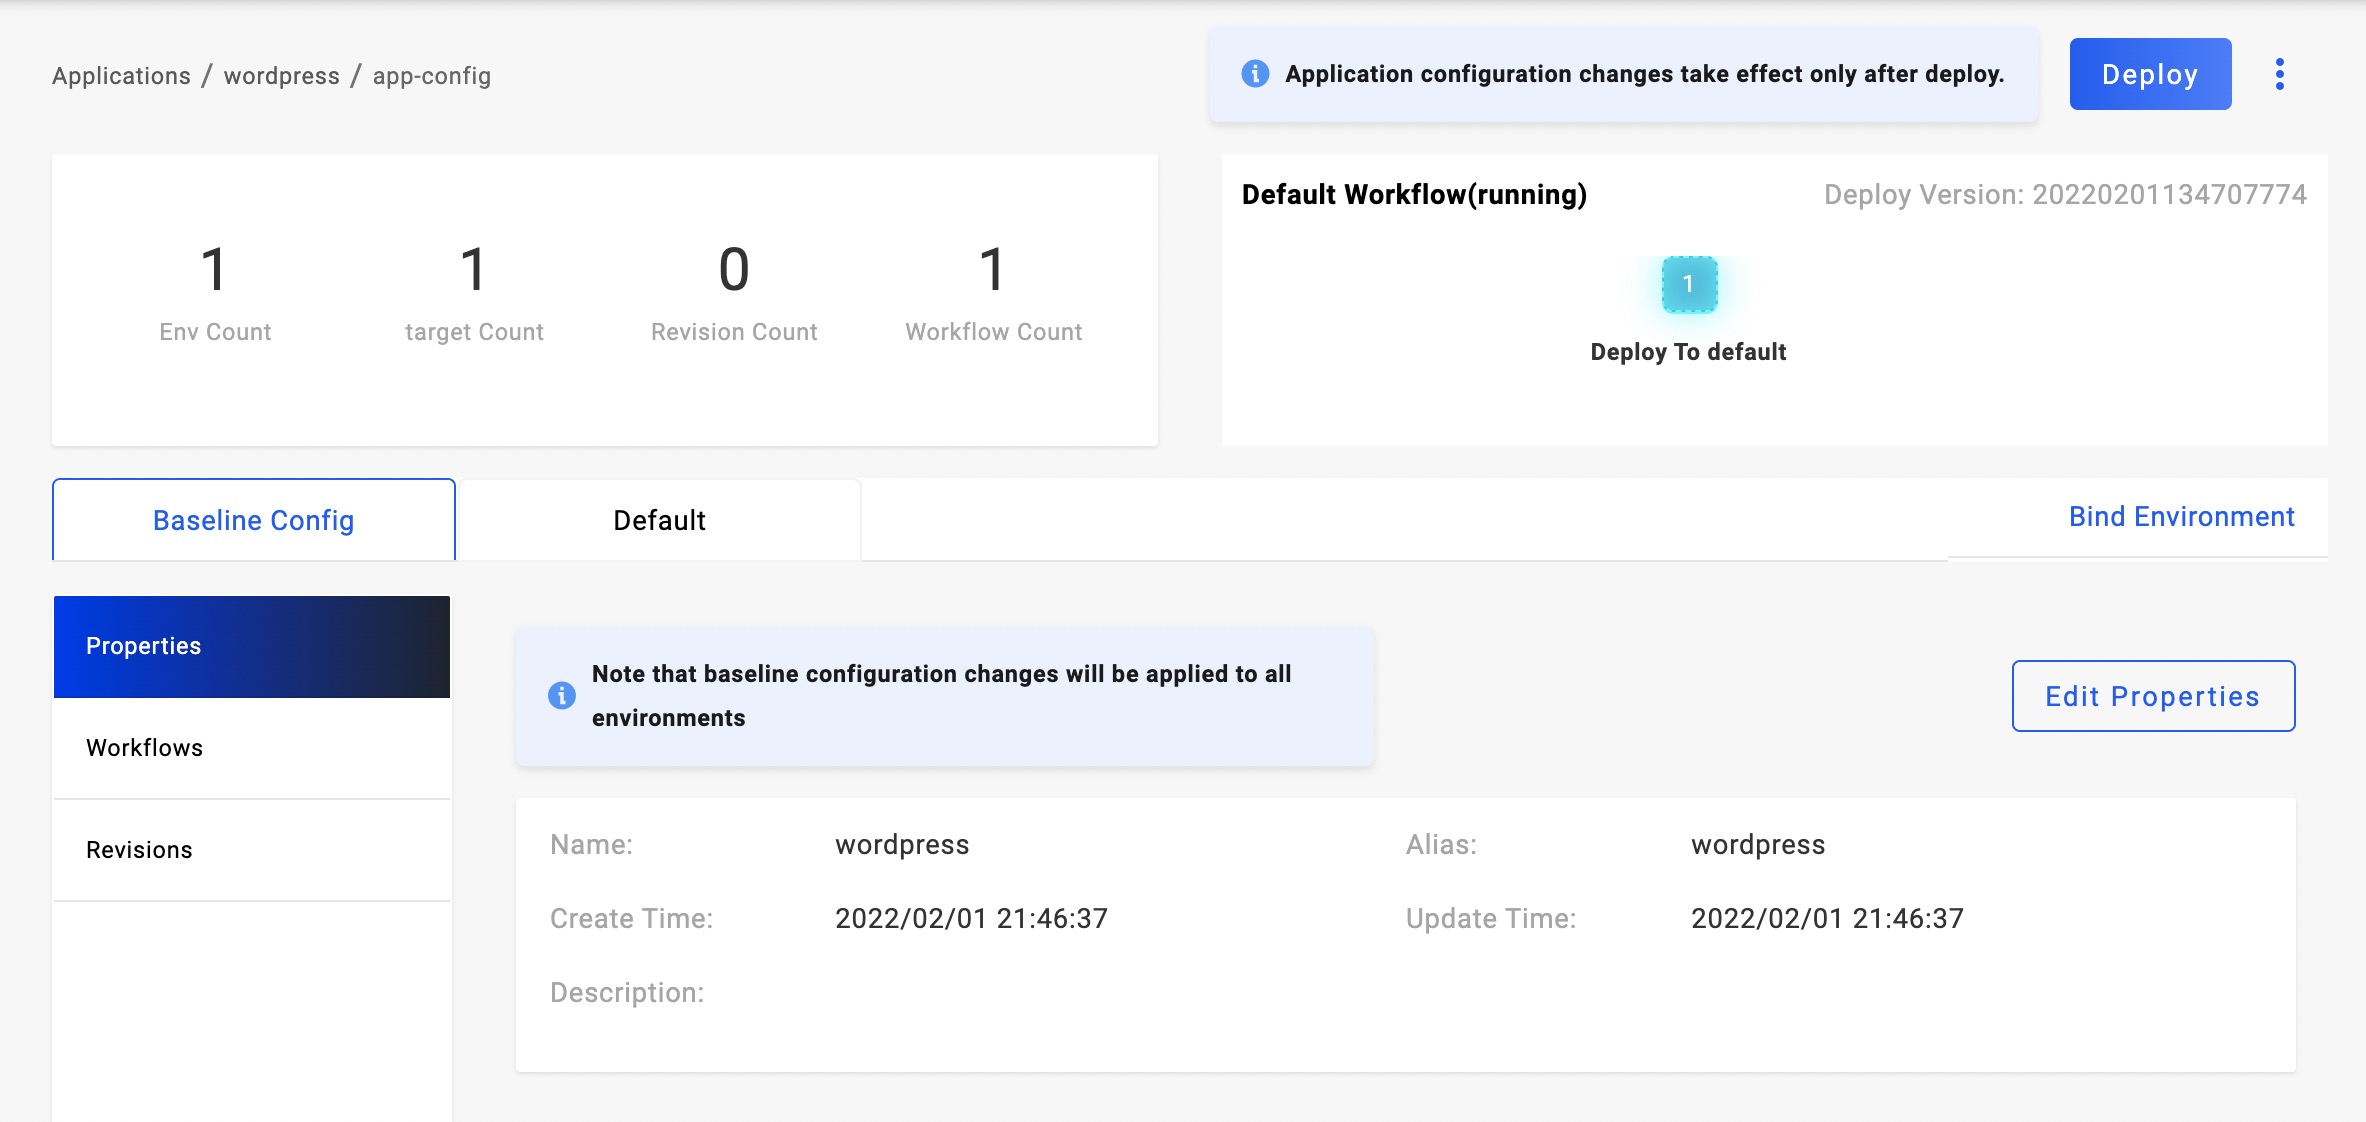 Applications / wordpress / app-config
Application configuration changes take effect only after deploy.
Deploy
1
Env Count
1
target Count
0
Revision Count
1
Workflow Count
Default Workflow(running)
Deploy Version: 20220201134707774
1
Deploy To default
Baseline Config
Default
Bind Environment
Properties
Workflows
Revisions
Note that baseline configuration changes will be applied to all
environments
Edit Properties
Name: wordpress
Alias: wordpress
Create Time: 2022/02/01 21:46:37
Update Time: 2022/02/01 21:46:37
Description: